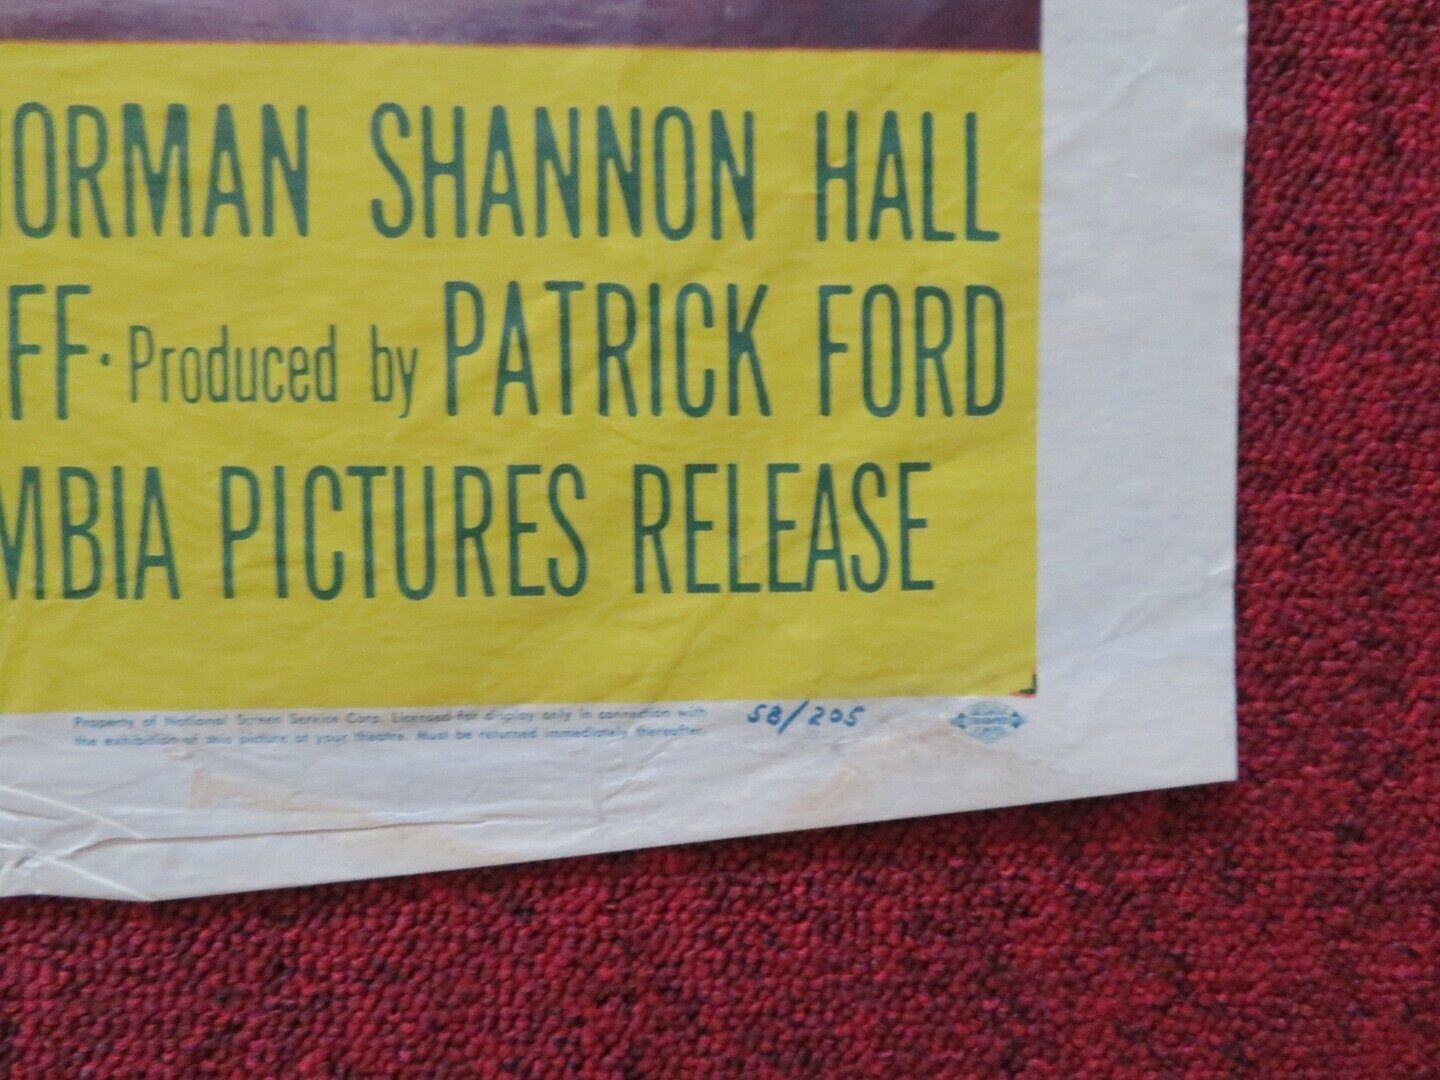 NORMAN SHANNON HALL
FF · Produced by PATRICK FORD
MBIA PICTURES RELEASE
Property of National Screen Service Corp. Licensed for display only in connection with
the exhibition of this picture at your theatre. Must be returned immediately thereafter.
58/205